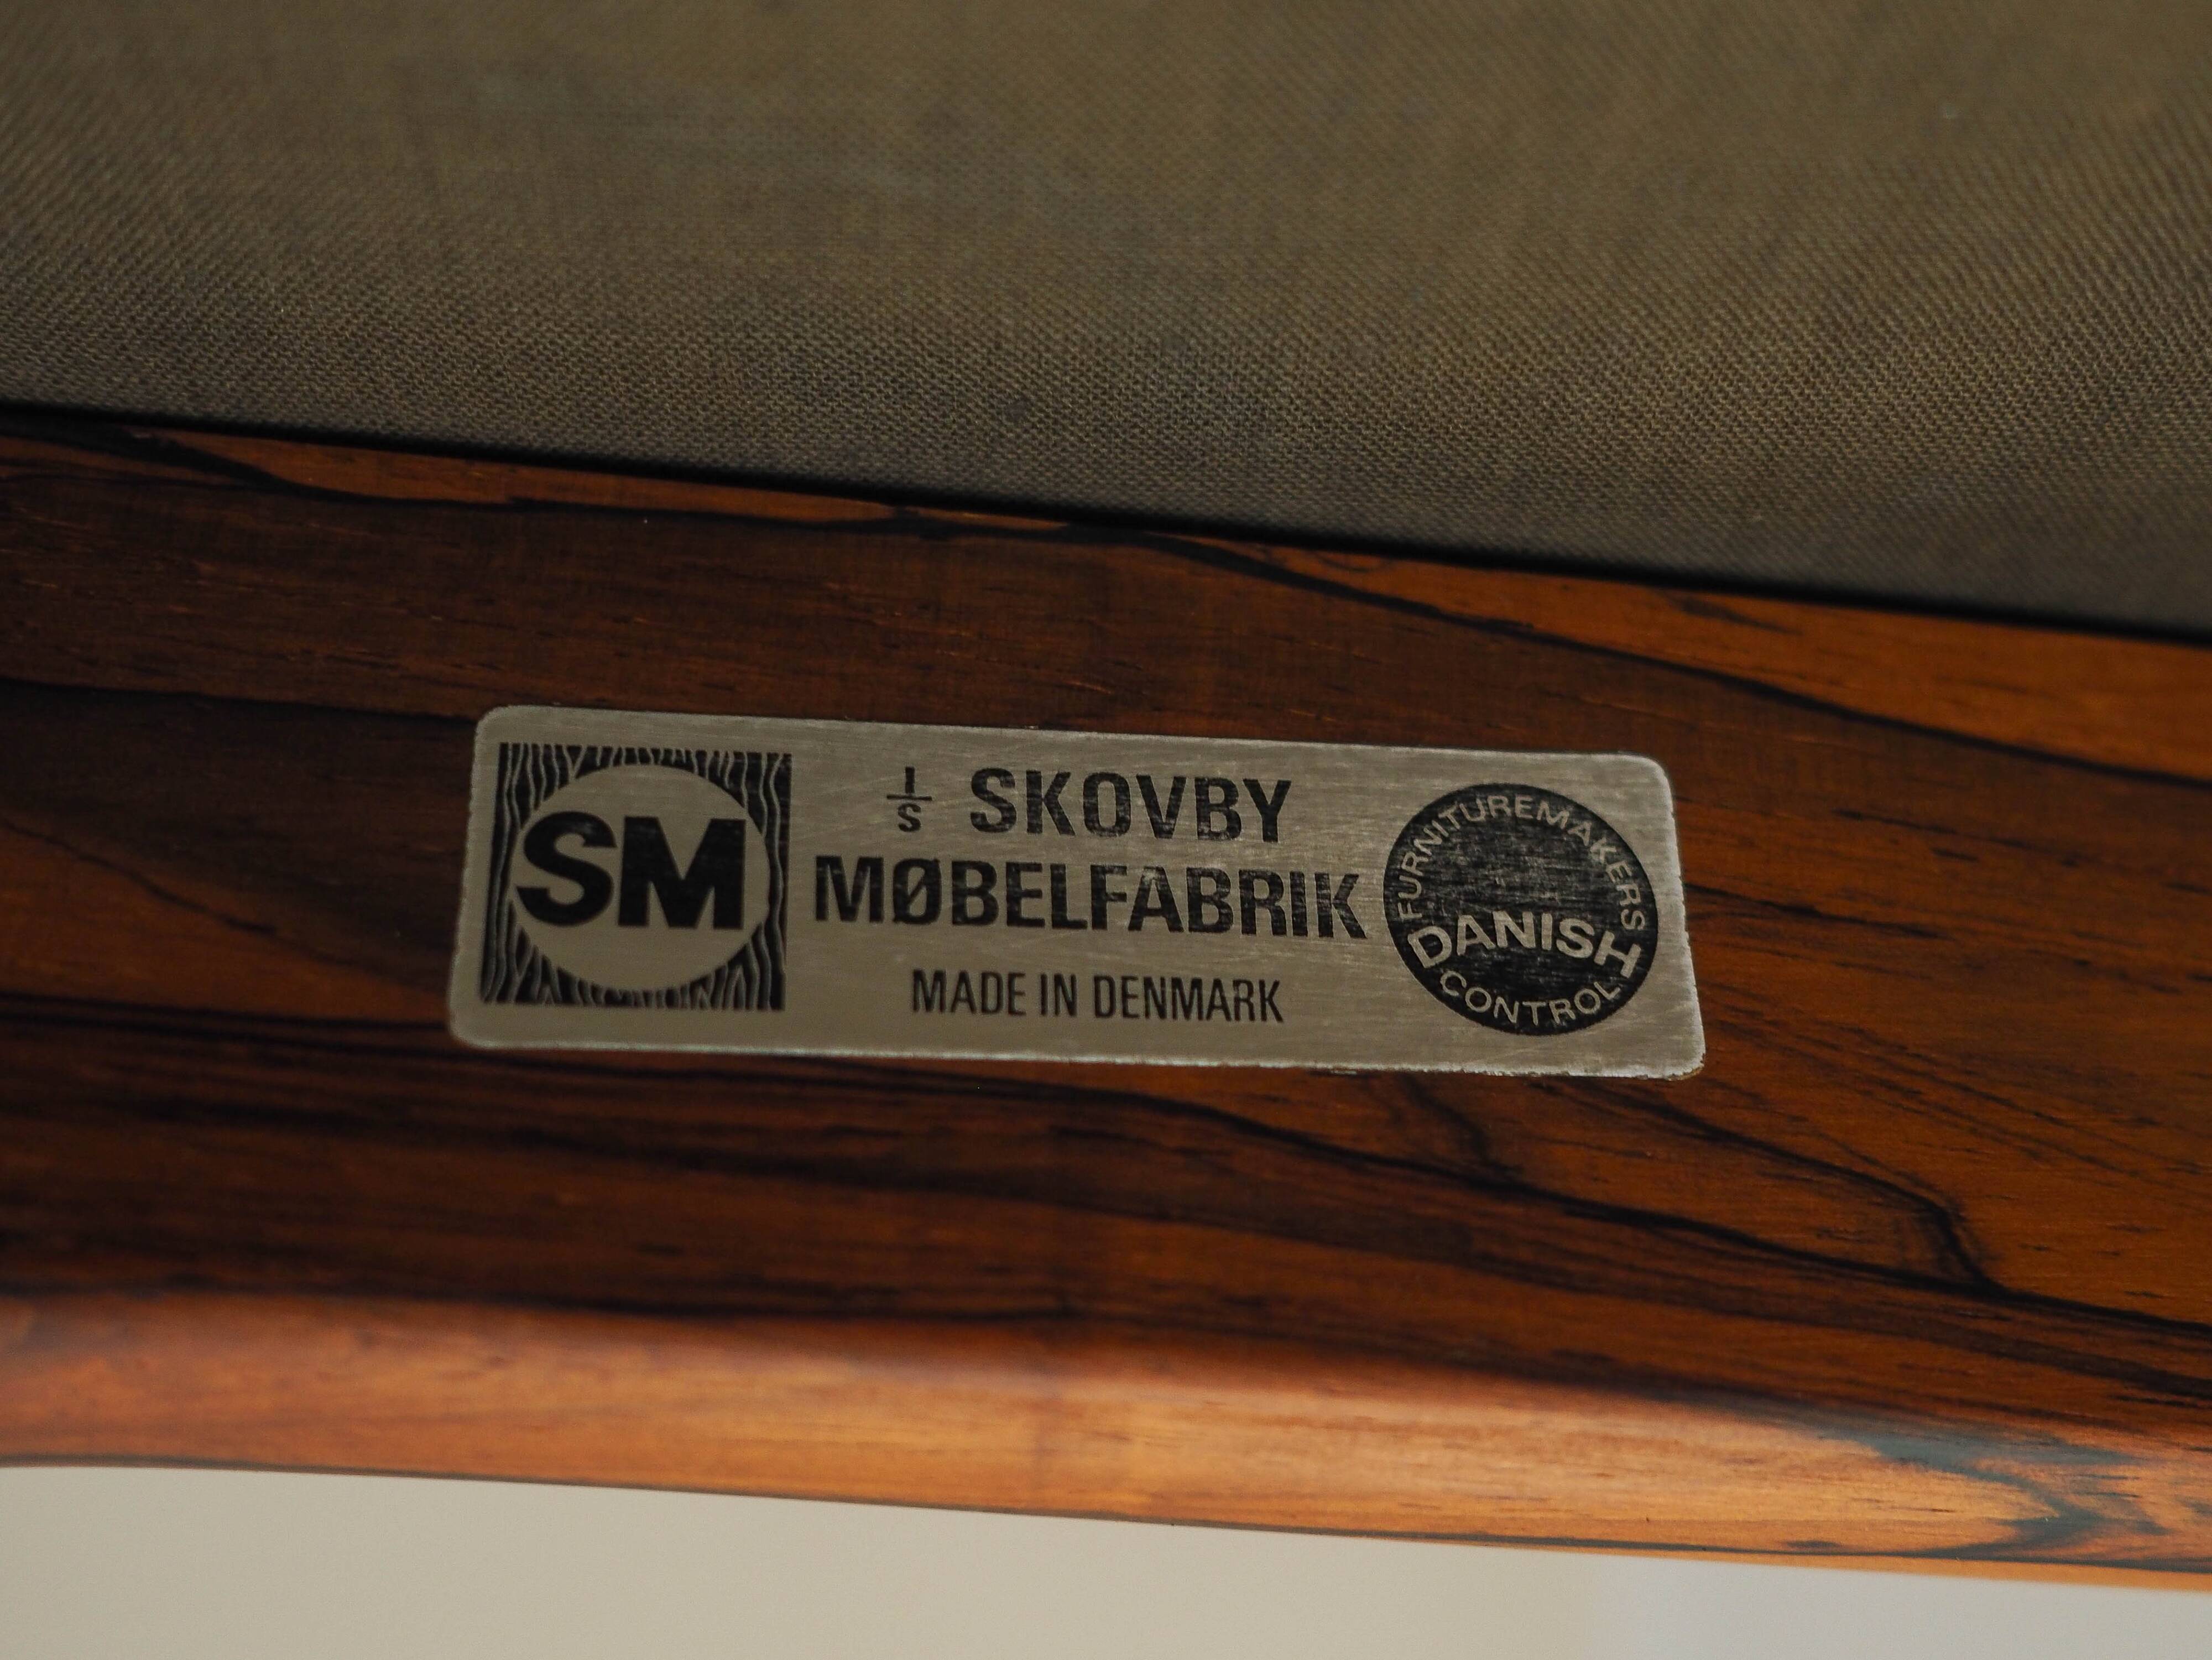 SM
I/S SKOVBY
MØBELFABRIK
MADE IN DENMARK
FURNITUREMAKERS
DANISH
CONTROL